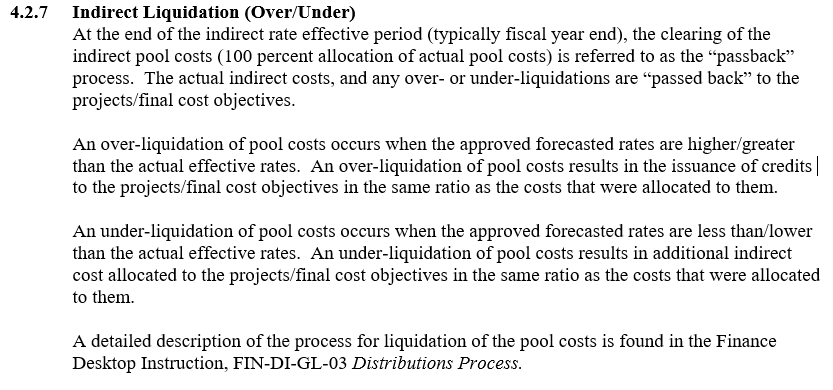 4.2.7 Indirect Liquidation (Over/Under)
At the end of the indirect rate effective period (typically fiscal year end), the clearing of the
indirect pool costs (100 percent allocation of actual pool costs) is referred to as the “passback”
process.  The actual indirect costs, and any over- or under-liquidations are “passed back” to the
projects/final cost objectives.
An over-liquidation of pool costs occurs when the approved forecasted rates are higher/greater
than the actual effective rates.  An over-liquidation of pool costs results in the issuance of credits
to the projects/final cost objectives in the same ratio as the costs that were allocated to them.
An under-liquidation of pool costs occurs when the approved forecasted rates are less than/lower
than the actual effective rates.  An under-liquidation of pool costs results in additional indirect
cost allocated to the projects/final cost objectives in the same ratio as the costs that were allocated
to them.
A detailed description of the process for liquidation of the pool costs is found in the Finance
Desktop Instruction, FIN-DI-GL-03 Distributions Process.